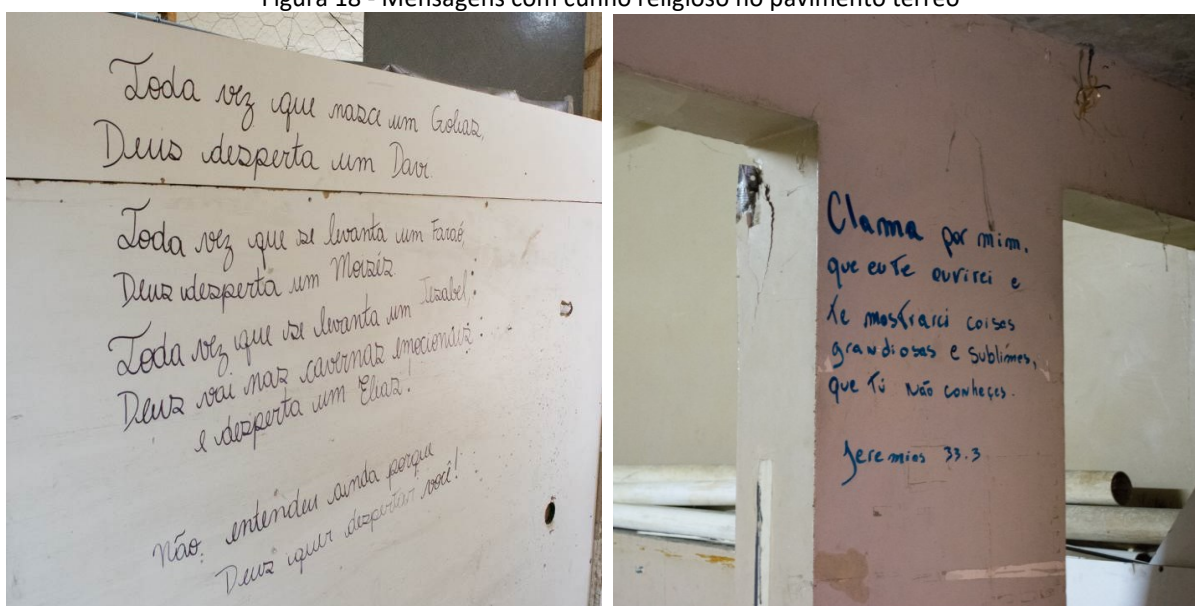 Figura 18 - Mensagens com cunho religioso no pavimento térreo
Toda vez que nasce um Golias,
Deus desperta um Davi.
Toda vez que se levanta um Faraó,
Deus desperta um Moiséz
Toda vez que se levanta um Jezabel,:
Deus vai nas cavernas emocionais:
e desperta um Elias!
Não: entendeu ainda porque
Deus quer despertar você!
Clama por mim,
que eu te ouvirei e
te mostrarei coisas
grandiosas e sublimes,
que Tú não conheces.
Jeremias 33.3